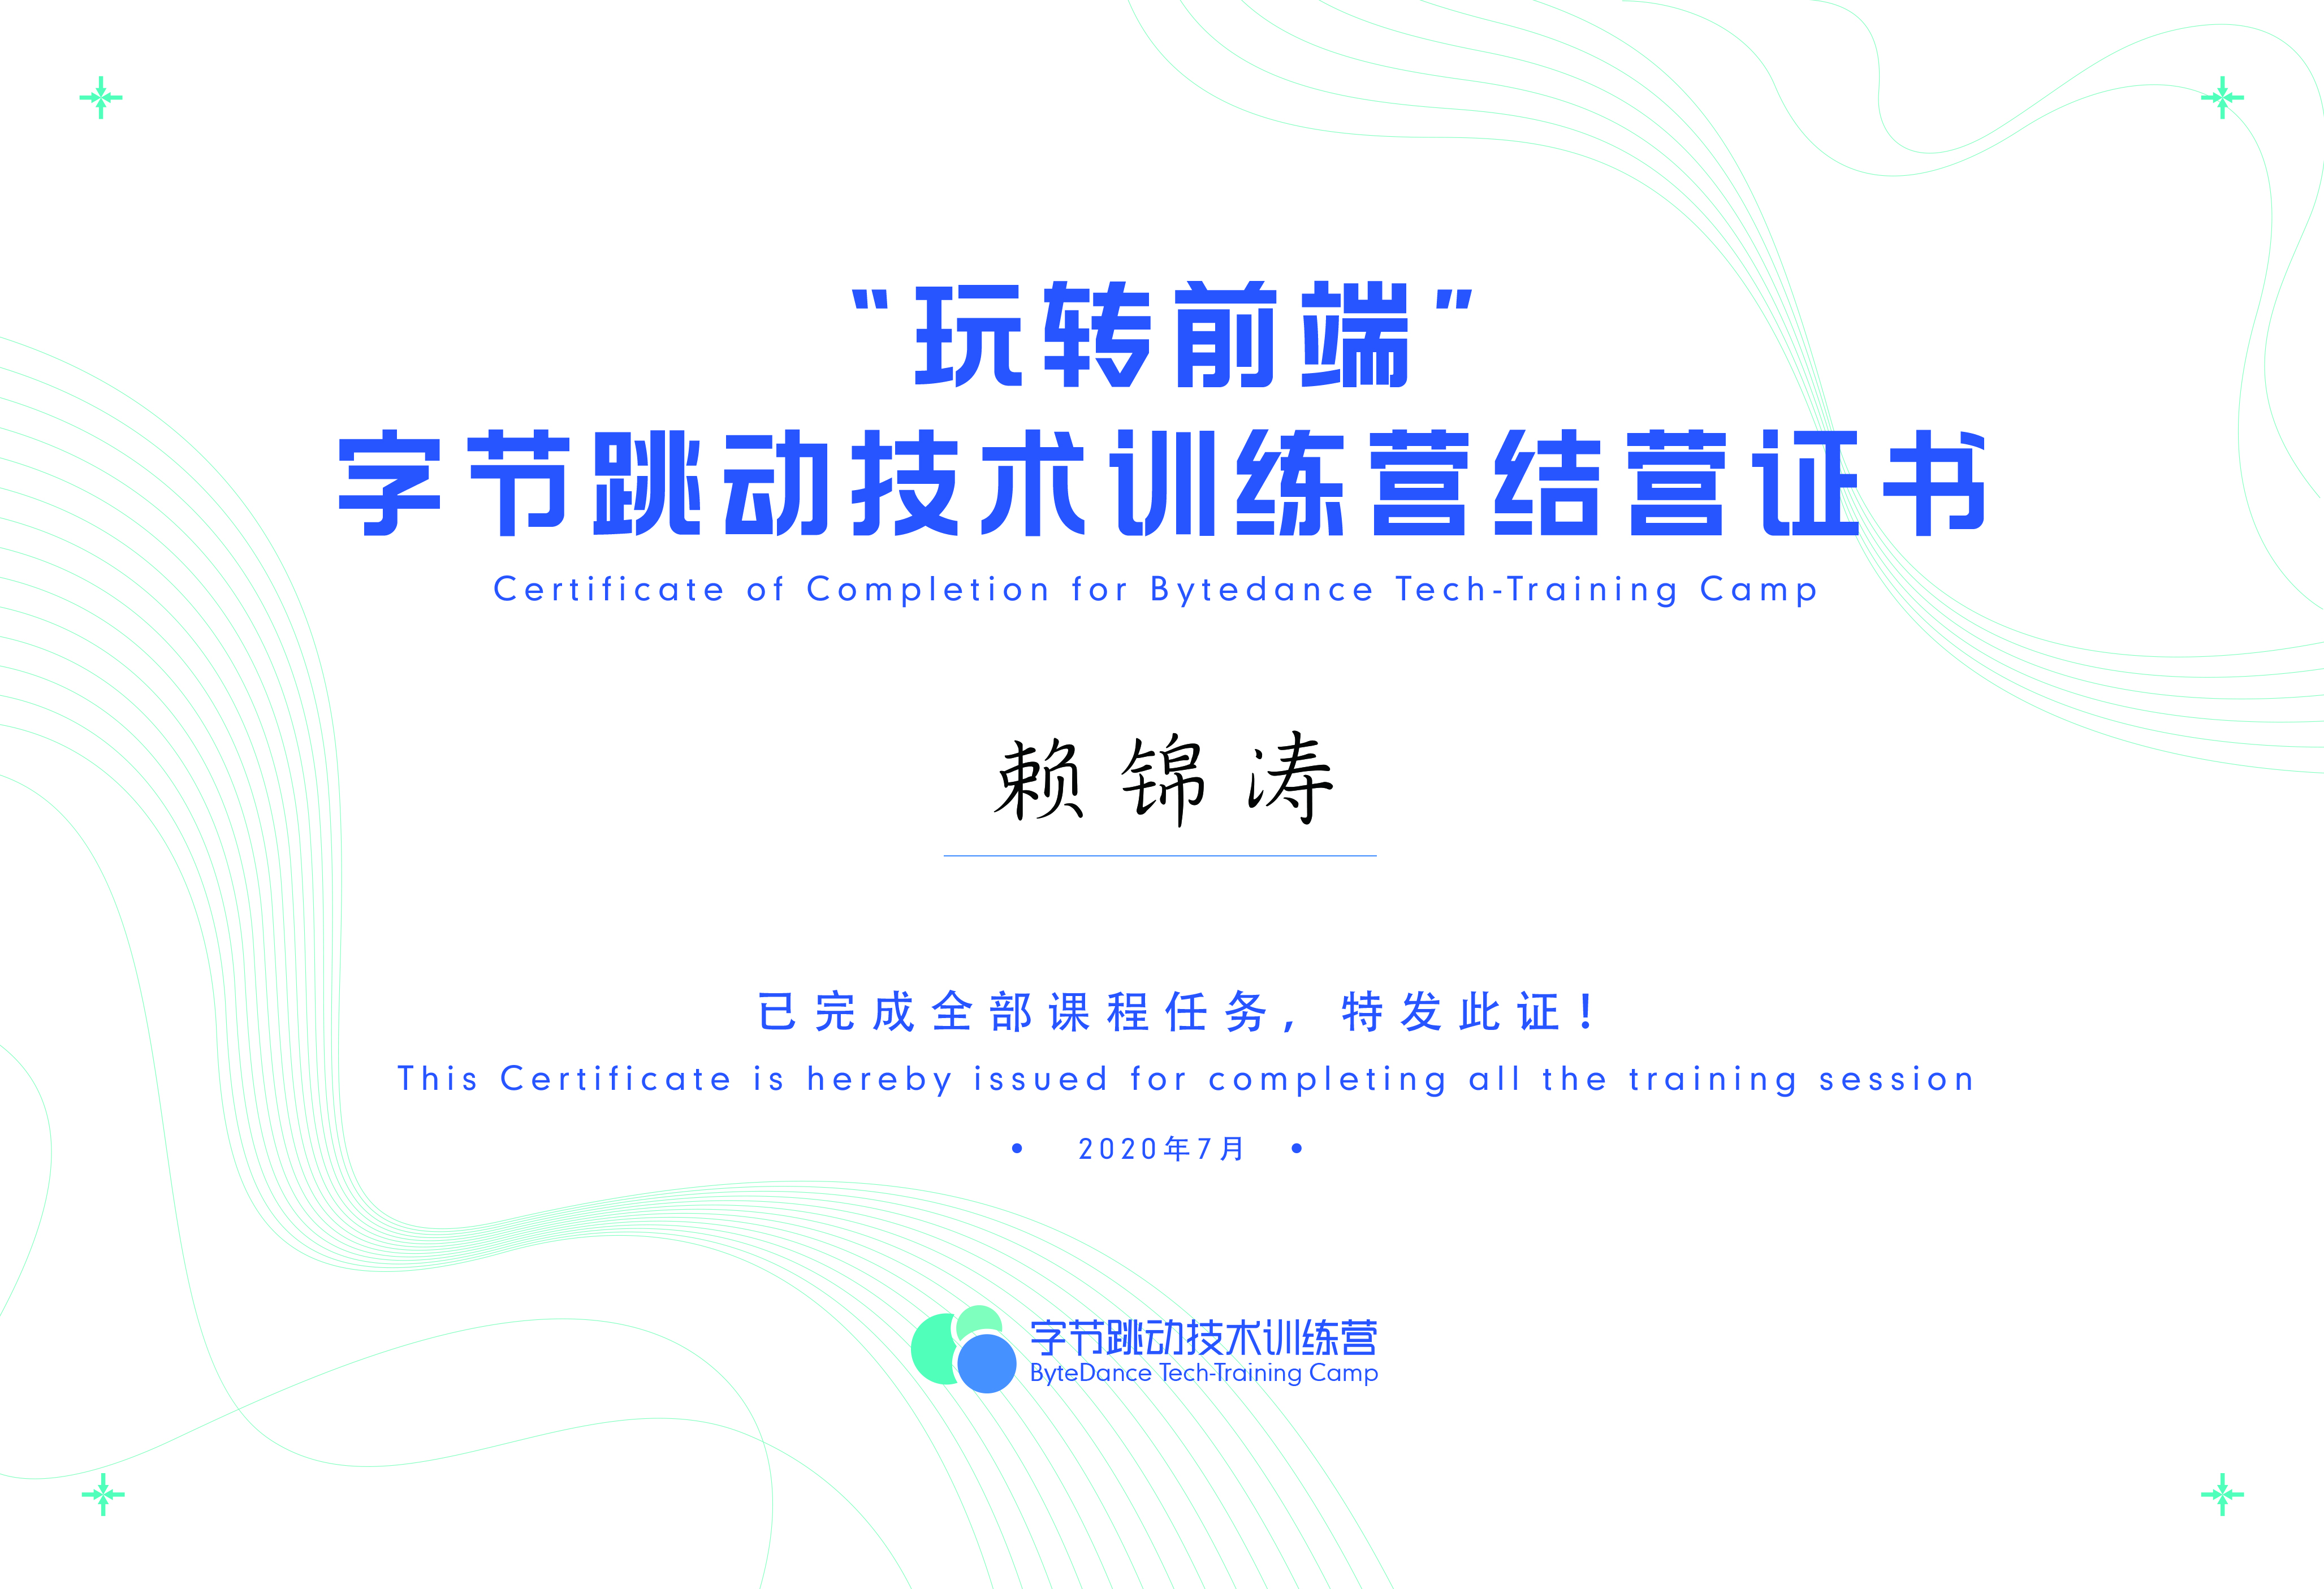 “玩转前端”
字节跳动技术训练营结营证书
Certificate of Completion for Bytedance Tech-Training Camp
赖锦涛
已完成全部课程任务，特发此证！
This Certificate is hereby issued for completing all the training session
• 2020年7月 •
字节跳动技术训练营
ByteDance Tech-Training Camp